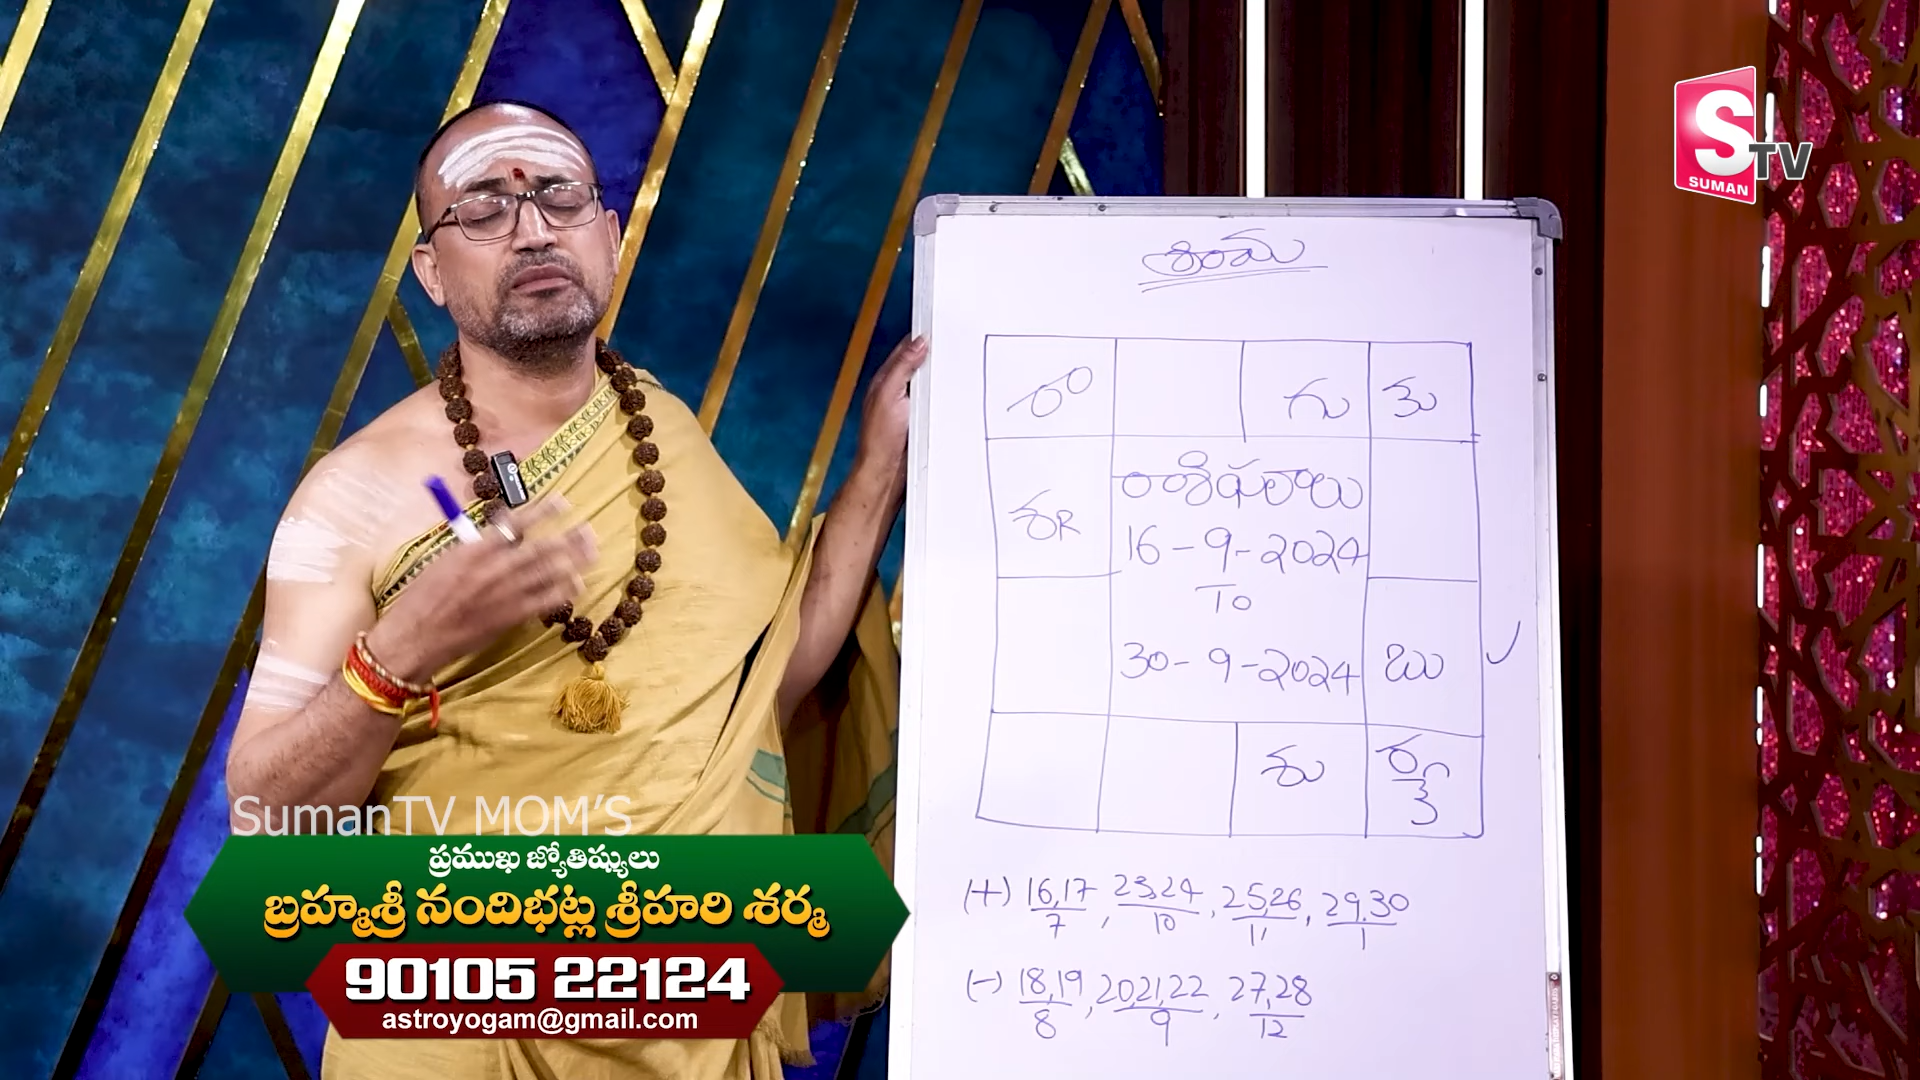 S TV
SUMAN
సింహ
రా
గు
కు
శR
రాశిఫలాలు
16-9-2024
To
30-9-2024
బు
శు
ర
కే
(+) 16,17/7, 23,24/10, 25,26/11, 29.30/1
(-) 18,19/8, 20,21,22/9, 27,28/12
SumanTV MOM'S
ప్రముఖ జ్యోతిష్యులు
బ్రహ్మశ్రీ నండిభట్ల శ్రీహరి శర్మ
90105 22124
astroyogam@gmail.com